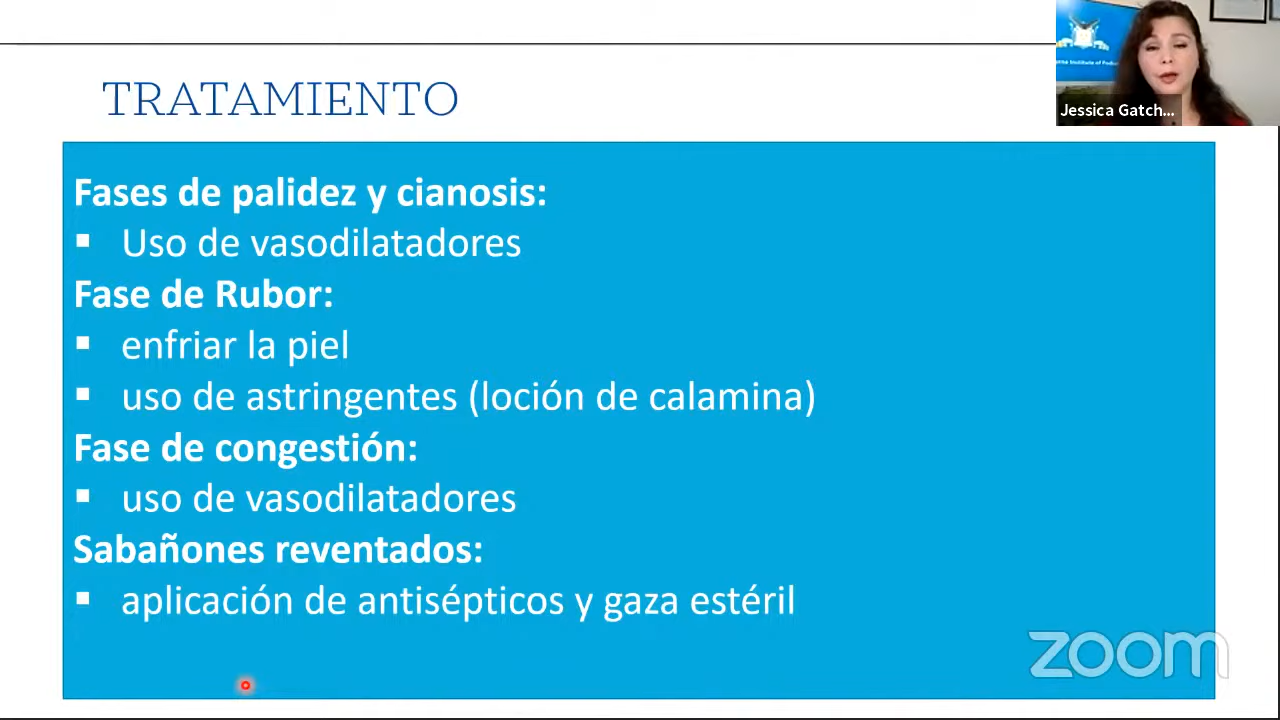 TRATAMIENTO
Jessica Gatch...
Fases de palidez y cianosis:
▪ Uso de vasodilatadores
Fase de Rubor:
▪ enfriar la piel
▪ uso de astringentes (loción de calamina)
Fase de congestión:
▪ uso de vasodilatadores
Sabañones reventados:
▪ aplicación de antisépticos y gaza estéril
zoom